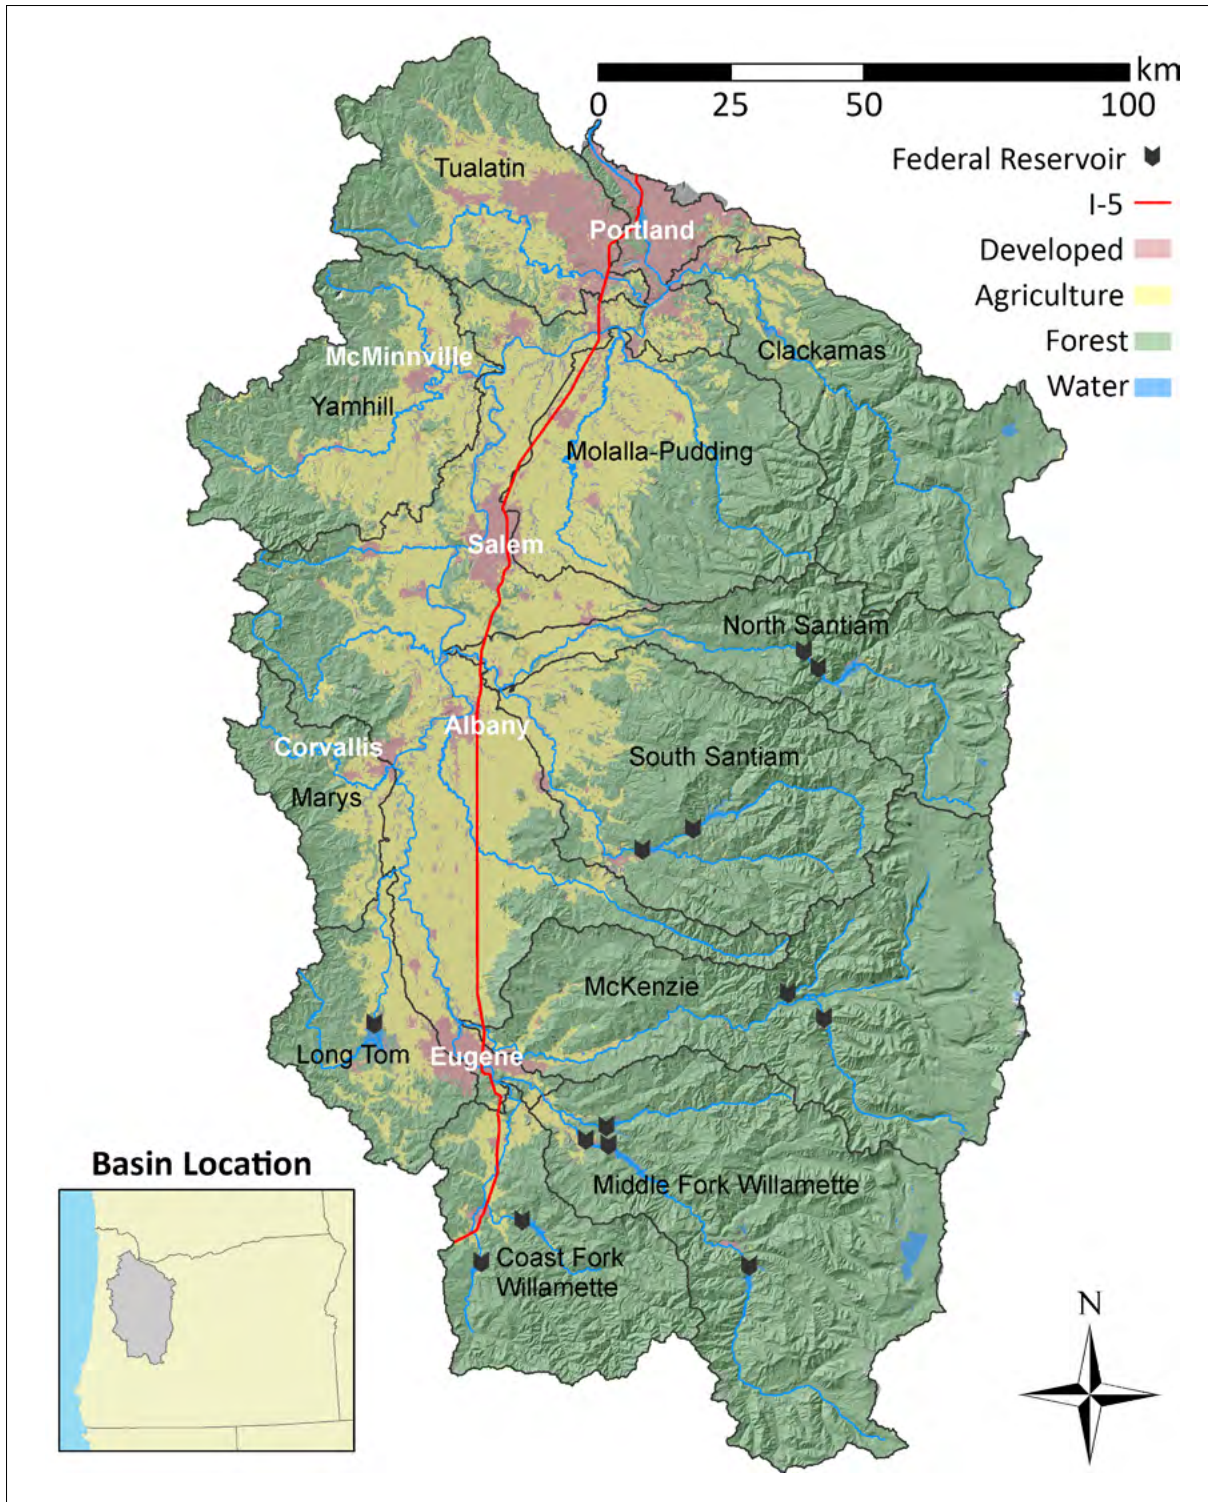 km
0 25 50 100
Federal Reservoir
I-5
Developed
Agriculture
Forest
Water
Tualatin
Portland
McMinnville
Yamhill
Clackamas
Molalla-Pudding
Salem
North Santiam
Albany
Corvallis
Marys
South Santiam
McKenzie
Long Tom
Eugene
Middle Fork Willamette
Coast Fork
Willamette
Basin Location
N